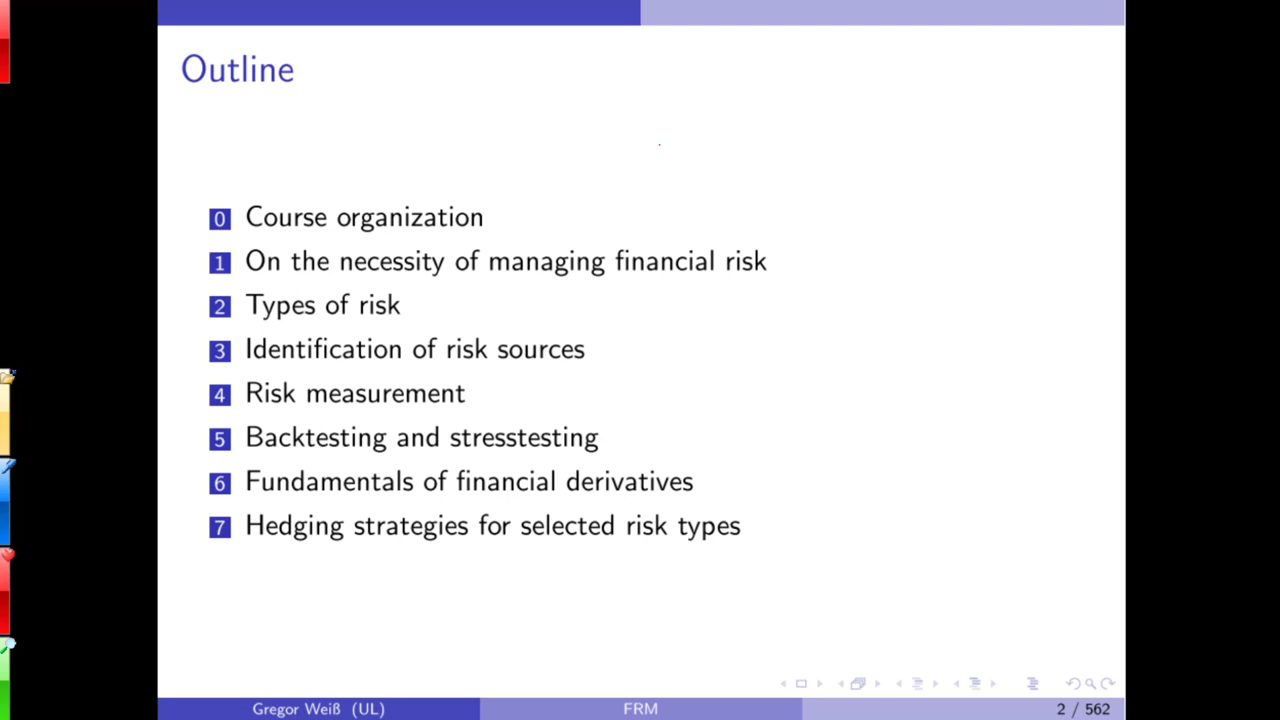 Outline
0 Course organization
1 On the necessity of managing financial risk
2 Types of risk
3 Identification of risk sources
4 Risk measurement
5 Backtesting and stresstesting
6 Fundamentals of financial derivatives
7 Hedging strategies for selected risk types
Gregor Weiß (UL) FRM 2 / 562